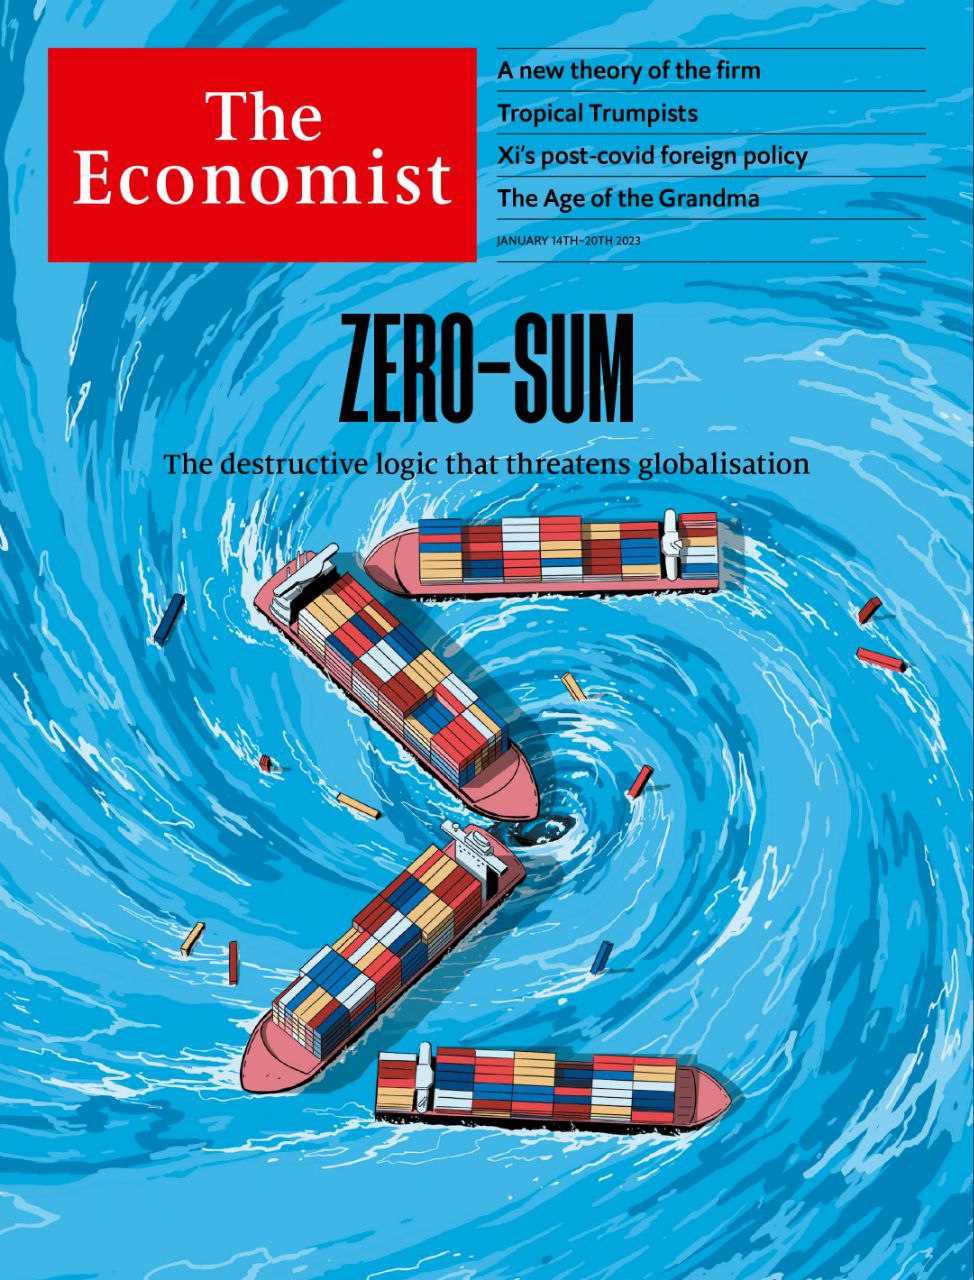 The
Economist
A new theory of the firm
Tropical Trumpists
Xi's post-covid foreign policy
The Age of the Grandma
JANUARY 14TH–20TH 2023
ZERO-SUM
The destructive logic that threatens globalisation